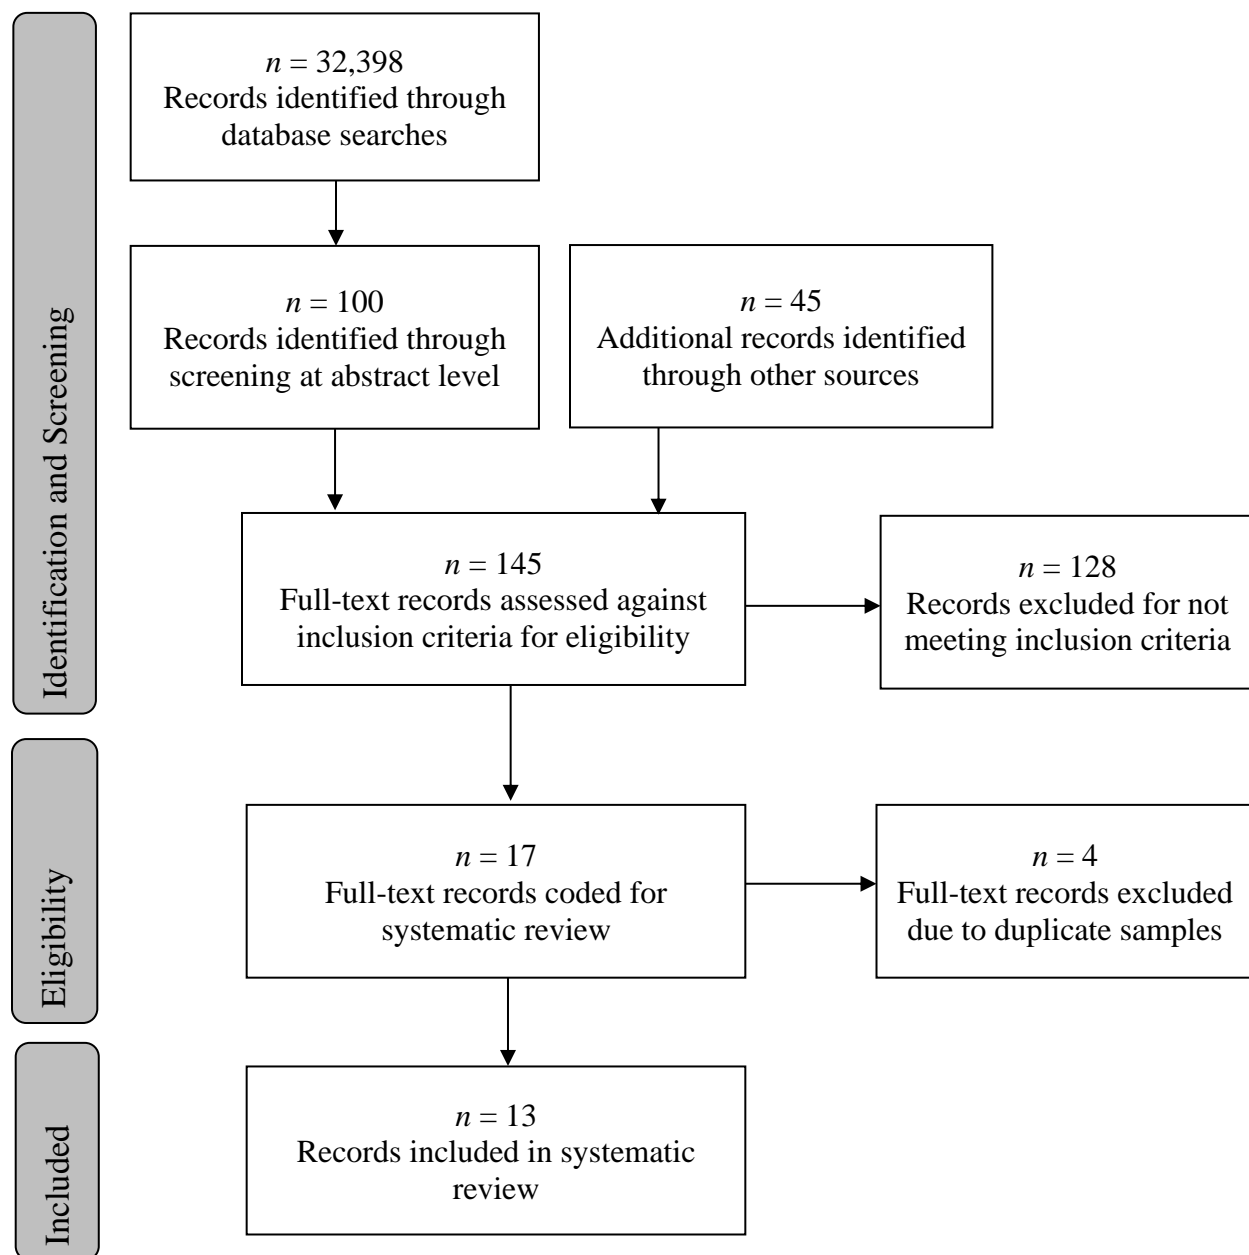 Identification and Screening
n = 32,398
Records identified through
database searches
n = 100
Records identified through
screening at abstract level
n = 45
Additional records identified
through other sources
n = 145
Full-text records assessed against
inclusion criteria for eligibility
n = 128
Records excluded for not
meeting inclusion criteria
Eligibility
n = 17
Full-text records coded for
systematic review
n = 4
Full-text records excluded
due to duplicate samples
Included
n = 13
Records included in systematic
review